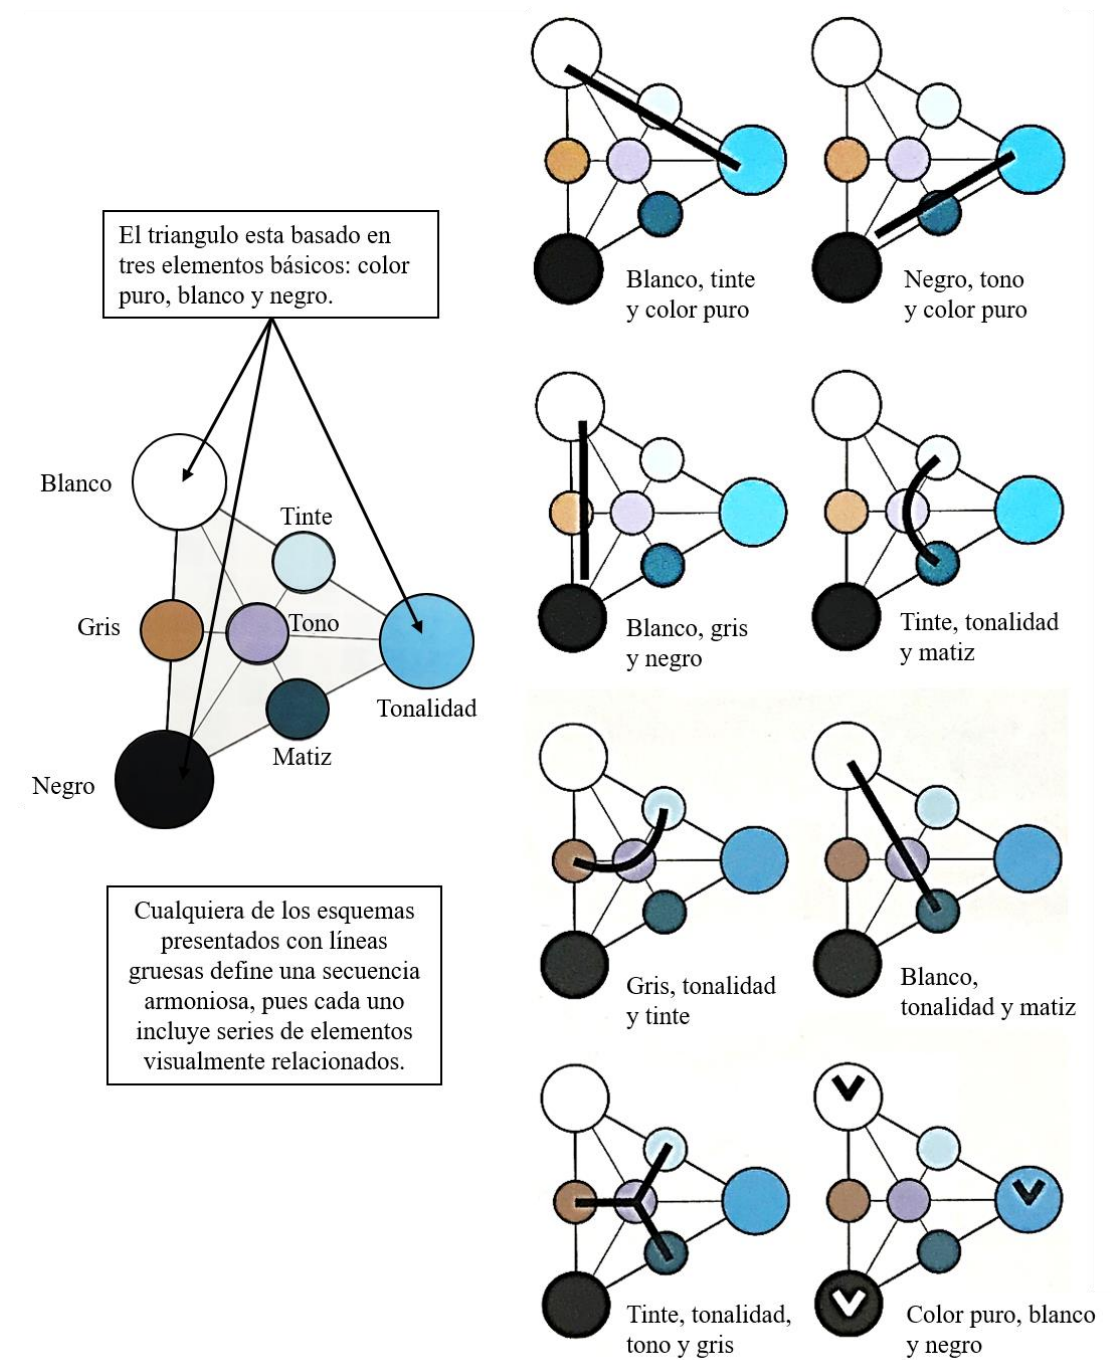 El triangulo esta basado en
tres elementos básicos: color
puro, blanco y negro.
Blanco
Tinte
Gris
Tono
Tonalidad
Matiz
Negro
Cualquiera de los esquemas
presentados con líneas
gruesas define una secuencia
armoniosa, pues cada uno
incluye series de elementos
visualmente relacionados.
Blanco, tinte
y color puro
Negro, tono
y color puro
Blanco, gris
y negro
Tinte, tonalidad
y matiz
Gris, tonalidad
y tinte
Blanco,
tonalidad y matiz
Tinte, tonalidad,
tono y gris
Color puro, blanco
y negro